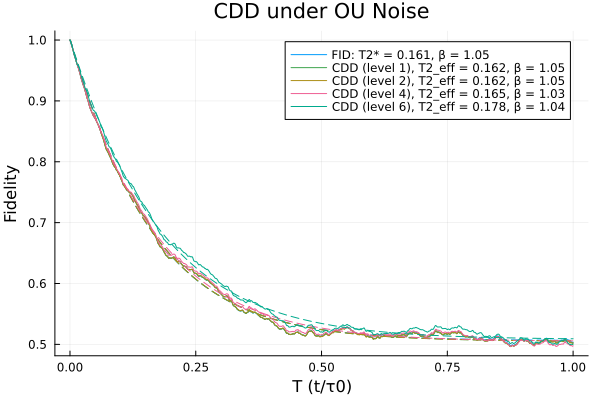 CDD under OU Noise
FID: T2* = 0.161, β = 1.05
CDD (level 1), T2_eff = 0.162, β = 1.05
CDD (level 2), T2_eff = 0.162, β = 1.05
CDD (level 4), T2_eff = 0.165, β = 1.03
CDD (level 6), T2_eff = 0.178, β = 1.04
Fidelity
1.0
0.9
0.8
0.7
0.6
0.5
0.00 0.25 0.50 0.75 1.00
T (t/τ0)